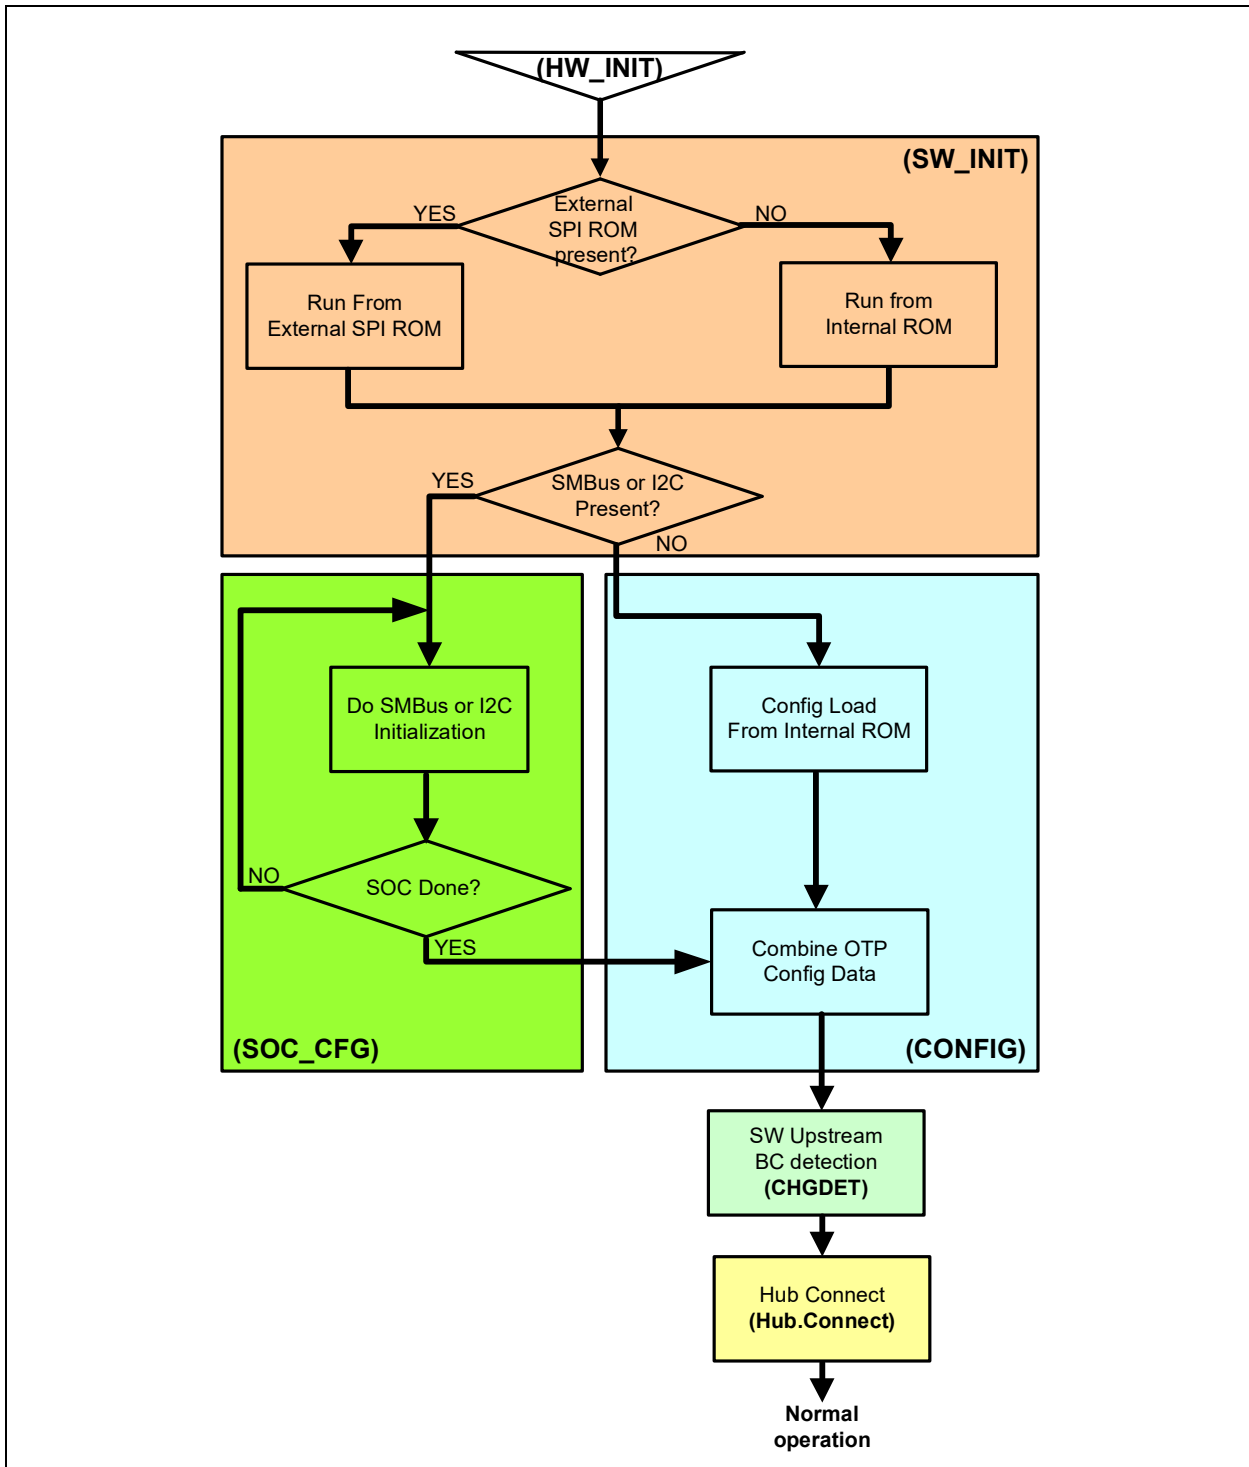 (HW_INIT)
(SW_INIT)
External
SPI ROM
present?
YES
NO
Run From
External SPI ROM
Run from
Internal ROM
SMBus or I2C
Present?
YES
NO
Do SMBus or I2C
Initialization
Config Load
From Internal ROM
SOC Done?
NO
YES
Combine OTP
Config Data
(SOC_CFG)
(CONFIG)
SW Upstream
BC detection
(CHGDET)
Hub Connect
(Hub.Connect)
Normal
operation